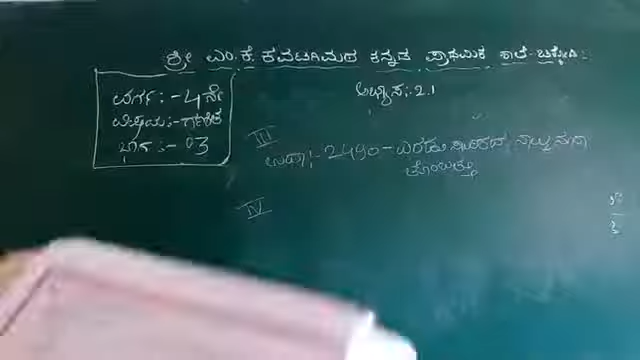 ಶ್ರೀ ಎಂ.ಕೆ.ಕವಟಗಿಮಠ ಕನ್ನಡ ಪ್ರಾಥಮಿಕ ಶಾಲೆ-ಚಿಕ್ಕೋಡಿ.
ವರ್ಗ:-4ನೇ
ವಿಷಯ:-ಗಣಿತ
ಭಾಗ:-03
ಅಭ್ಯಾಸ:-2.1
III
ಉದಾ:-2490-ಎರಡು ಸಾವಿರದ ನಾಲ್ಕು ನೂರಾ
ತೊಂಬತ್ತು
IV